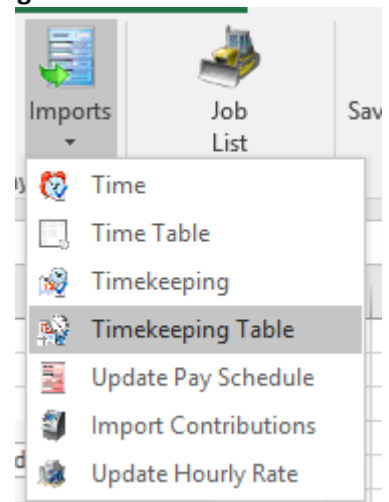 Imports
Job
List
Sav
Time
Time Table
Timekeeping
Timekeeping Table
Update Pay Schedule
Import Contributions
Update Hourly Rate